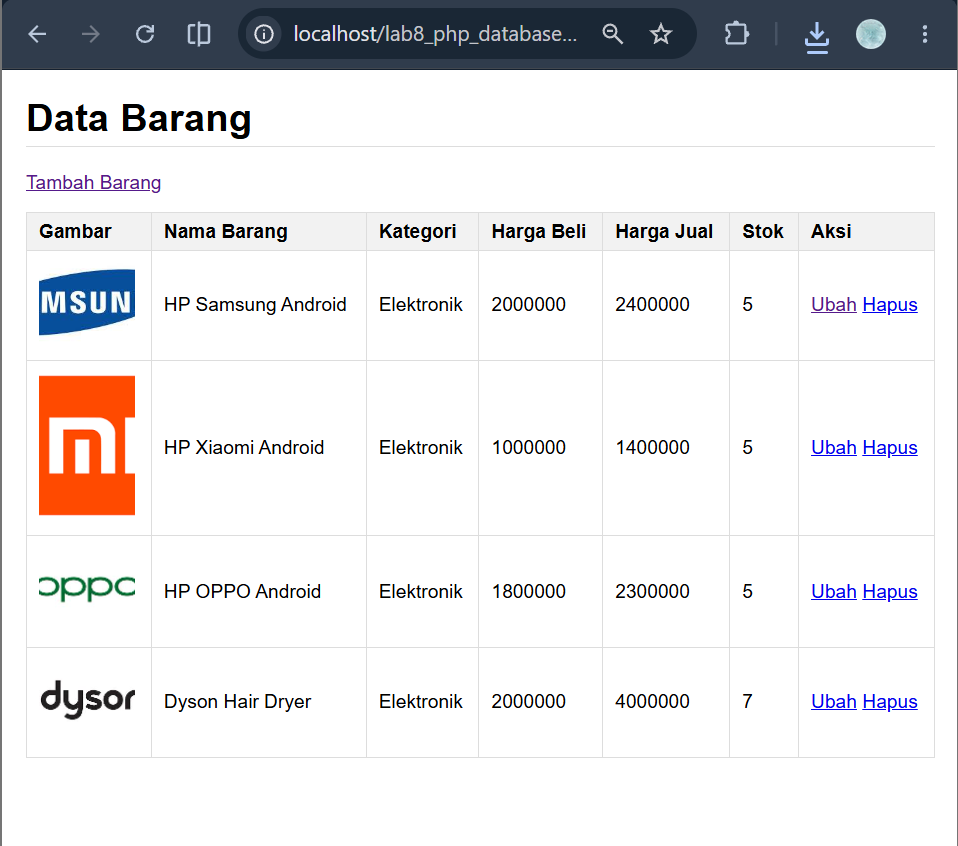 localhost/lab8_php_database...
Data Barang
Tambah Barang
Gambar Nama Barang Kategori Harga Beli Harga Jual Stok Aksi
MSUN HP Samsung Android Elektronik 2000000 2400000 5 Ubah Hapus
mi HP Xiaomi Android Elektronik 1000000 1400000 5 Ubah Hapus
oppo HP OPPO Android Elektronik 1800000 2300000 5 Ubah Hapus
dyson Dyson Hair Dryer Elektronik 2000000 4000000 7 Ubah Hapus